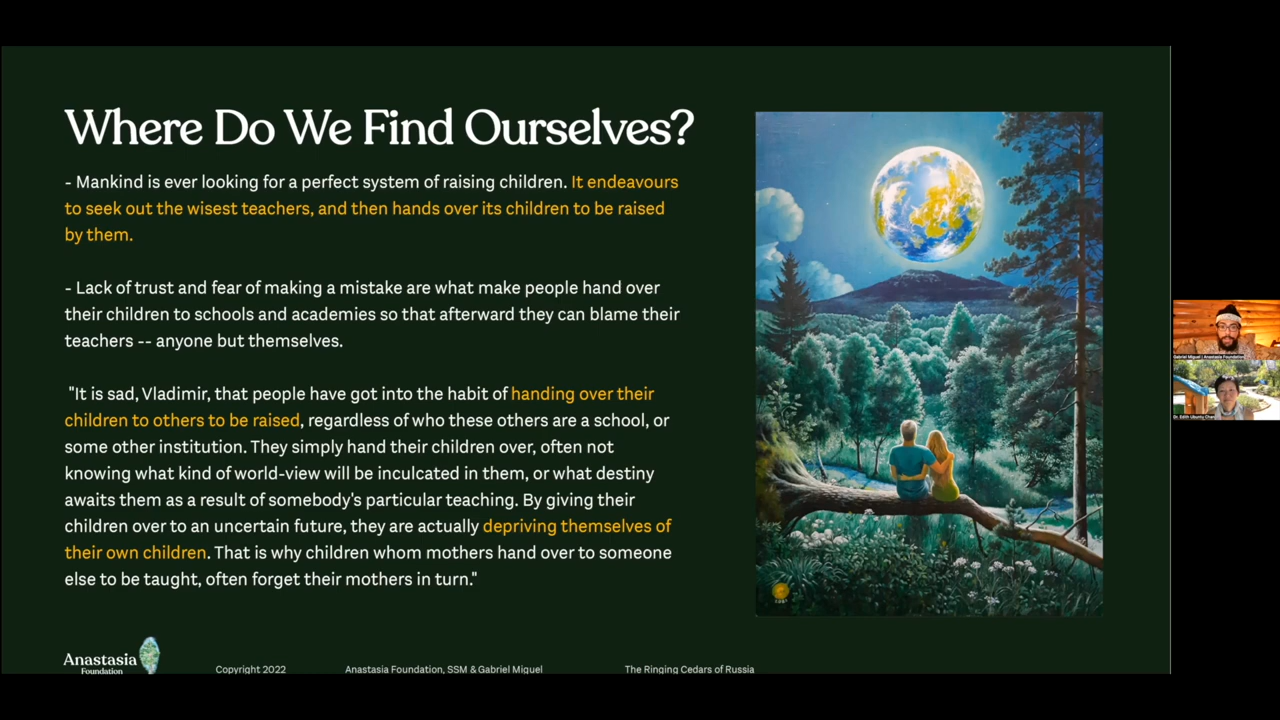 Where Do We Find Ourselves?
- Mankind is ever looking for a perfect system of raising children. It endeavours
to seek out the wisest teachers, and then hands over its children to be raised
by them.
- Lack of trust and fear of making a mistake are what make people hand over
their children to schools and academies so that afterward they can blame their
teachers -- anyone but themselves.
"It is sad, Vladimir, that people have got into the habit of handing over their
children to others to be raised, regardless of who these others are a school, or
some other institution. They simply hand their children over, often not
knowing what kind of world-view will be inculcated in them, or what destiny
awaits them as a result of somebody's particular teaching. By giving their
children over to an uncertain future, they are actually depriving themselves of
their own children. That is why children whom mothers hand over to someone
else to be taught, often forget their mothers in turn."
Anastasia
Foundation
Copyright 2022
Anastasia Foundation, SSM & Gabriel Miguel
The Ringing Cedars of Russia
Gabriel Miguel | Anastasia Foundation
Dr. Edith Ubuntu Chan